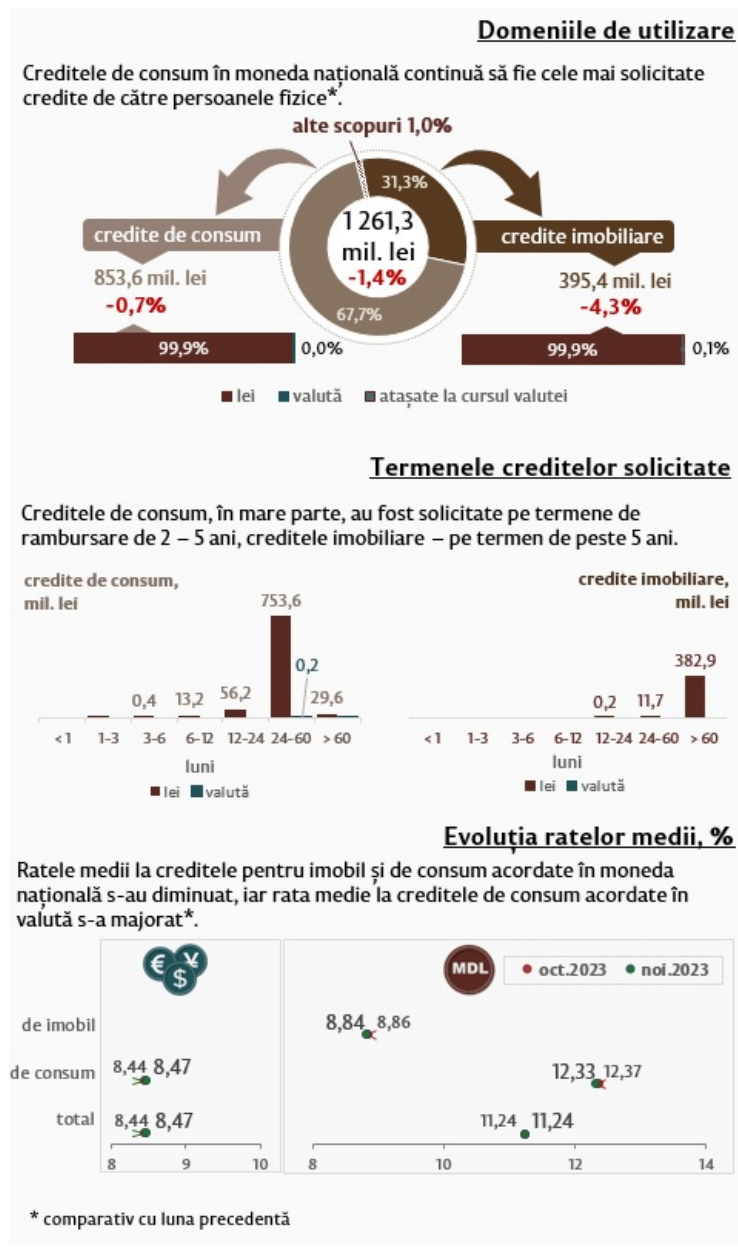 Domeniile de utilizare
Creditele de consum în moneda națională continuă să fie cele mai solicitate
credite de către persoanele fizice*.
alte scopuri 1,0%
31,3%
1 261,3
mil. lei
-1,4%
67,7%
credite de consum
853,6 mil. lei
-0,7%
99,9%
0,0%
credite imobiliare
395,4 mil. lei
-4,3%
99,9%
0,1%
lei valută atașate la cursul valutei
Termenele creditelor solicitate
Creditele de consum, în mare parte, au fost solicitate pe termene de
rambursare de 2 – 5 ani, creditele imobiliare – pe termen de peste 5 ani.
credite de consum,
mil. lei
753,6
0,2
0,4 13,2 56,2 29,6
<1 1-3 3-6 6-12 12-24 24-60 >60
luni
lei valută
credite imobiliare,
mil. lei
382,9
0,2 11,7
<1 1-3 3-6 6-12 12-24 24-60 >60
luni
lei valută
Evoluția ratelor medii, %
Ratele medii la creditele pentru imobil și de consum acordate în moneda
națională s-au diminuat, iar rata medie la creditele de consum acordate în
valută s-a majorat*.
€ ¥ $
MDL oct.2023 noi.2023
de imobil 8,84 8,86
de consum 8,44 8,47 12,33 12,37
total 8,44 8,47 11,24 11,24
8 9 10 8 10 12 14
* comparativ cu luna precedentă